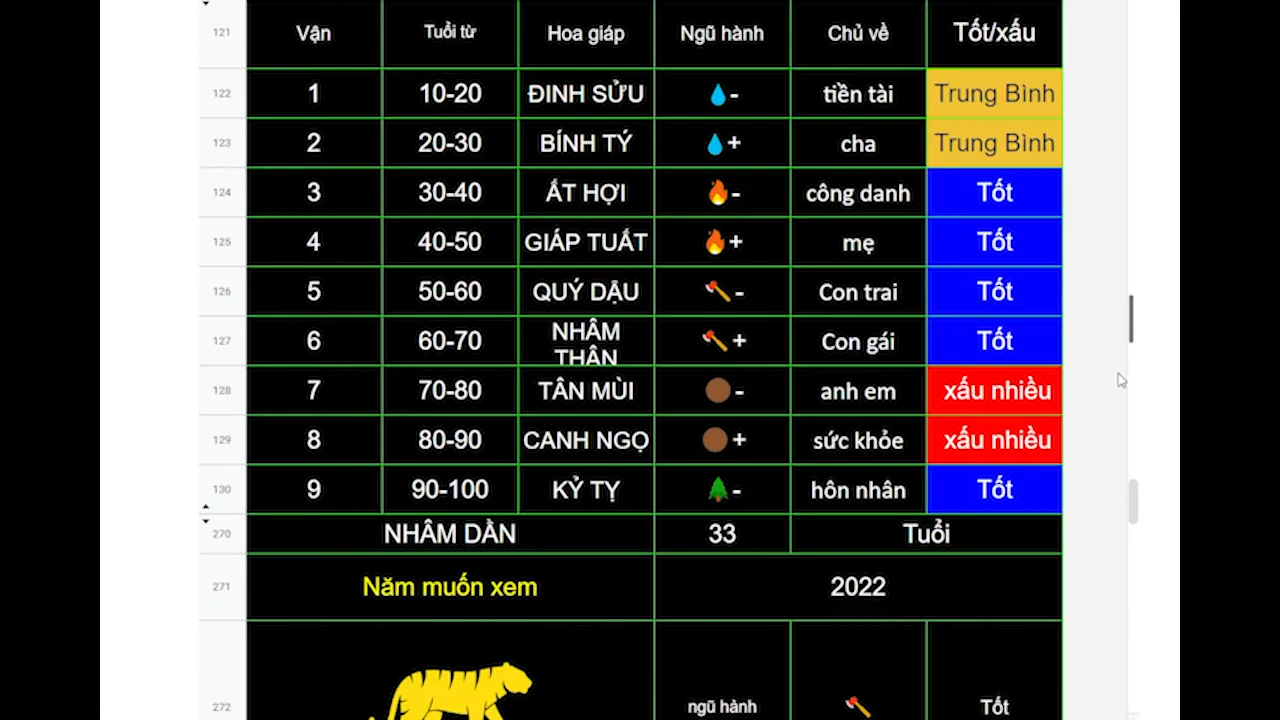 121 Vận Tuổi từ Hoa giáp Ngũ hành Chủ về Tốt/xấu
122 1 10-20 ĐINH SỬU - tiền tài Trung Bình
123 2 20-30 BÍNH TÝ + cha Trung Bình
124 3 30-40 ẤT HỢI - công danh Tốt
125 4 40-50 GIÁP TUẤT + mẹ Tốt
126 5 50-60 QUÝ DẬU - Con trai Tốt
127 6 60-70 NHÂM THÂN + Con gái Tốt
128 7 70-80 TÂN MÙI - anh em xấu nhiều
129 8 80-90 CANH NGỌ + sức khỏe xấu nhiều
130 9 90-100 KỶ TỴ - hôn nhân Tốt
270 NHÂM DẦN 33 Tuổi
271 Năm muốn xem 2022
272 ngũ hành Tốt